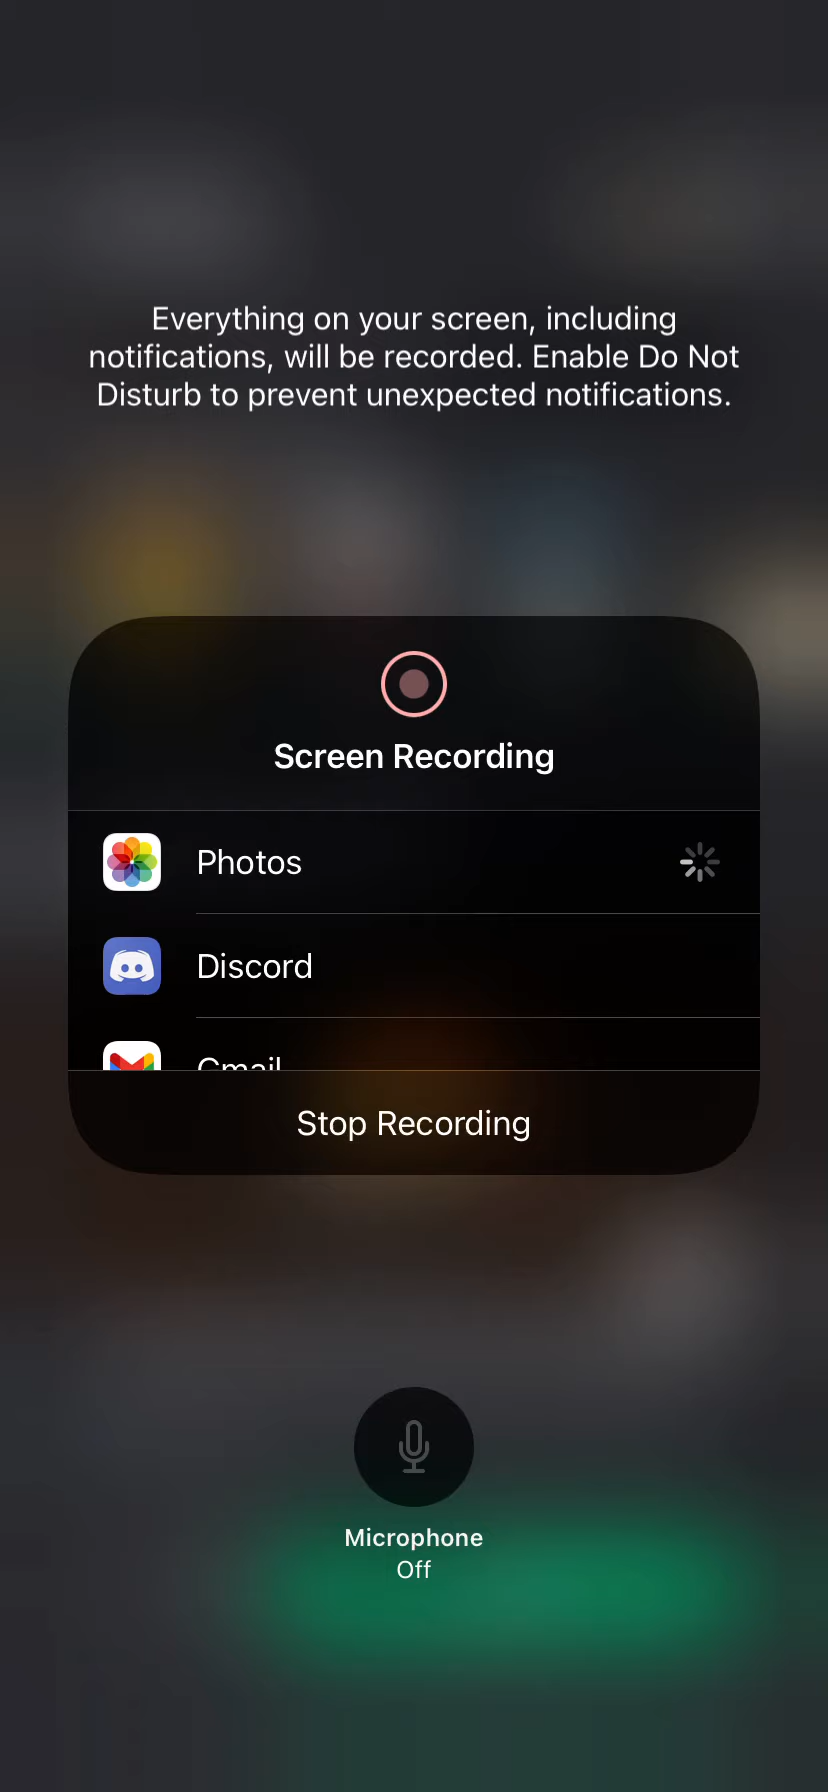 Everything on your screen, including
notifications, will be recorded. Enable Do Not
Disturb to prevent unexpected notifications.
Screen Recording
Photos
Discord
Gmail
Stop Recording
Microphone
Off